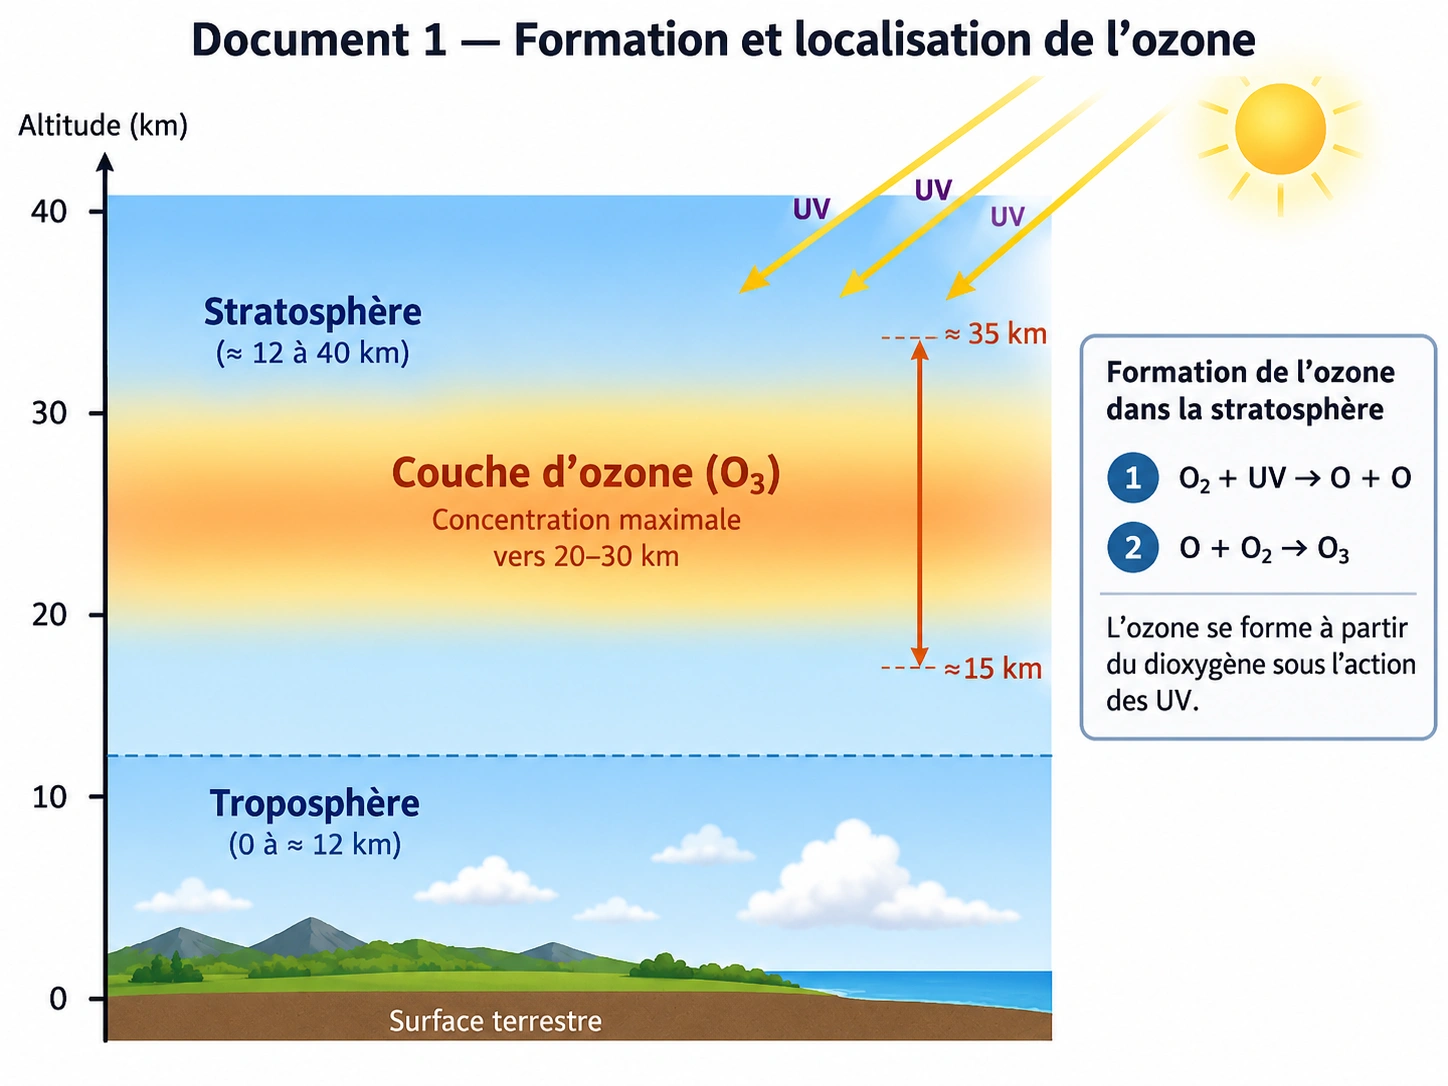 Document 1 — Formation et localisation de l’ozone
Altitude (km)
40
30
20
10
0
UV
UV
UV
Stratosphère
(≈ 12 à 40 km)
≈ 35 km
Couche d’ozone (O₃)
Concentration maximale
vers 20–30 km
≈15 km
Troposphère
(0 à ≈ 12 km)
Surface terrestre
Formation de l’ozone
dans la stratosphère
1 O₂ + UV → O + O
2 O + O₂ → O₃
L’ozone se forme à partir
du dioxygène sous l’action
des UV.